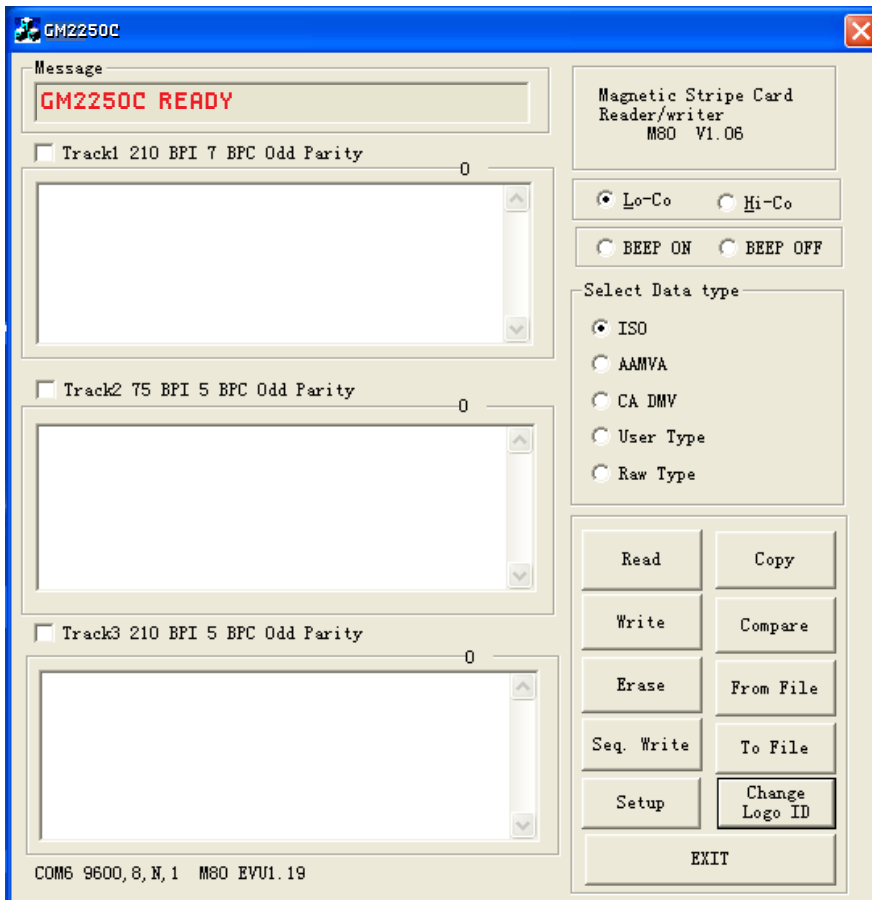 GM2250C
Message
GM2250C READY
Magnetic Stripe Card
Reader/writer
M80 V1.06
Track1 210 BPI 7 BPC Odd Parity
0
Lo-Co Hi-Co
BEEP ON BEEP OFF
Select Data type
ISO
AAMVA
CA DMV
User Type
Raw Type
Track2 75 BPI 5 BPC Odd Parity
0
Track3 210 BPI 5 BPC Odd Parity
0
Read Copy
Write Compare
Erase From File
Seq. Write To File
Setup Change
Logo ID
EXIT
COM6 9600,8,N,1 M80 EVU1.19